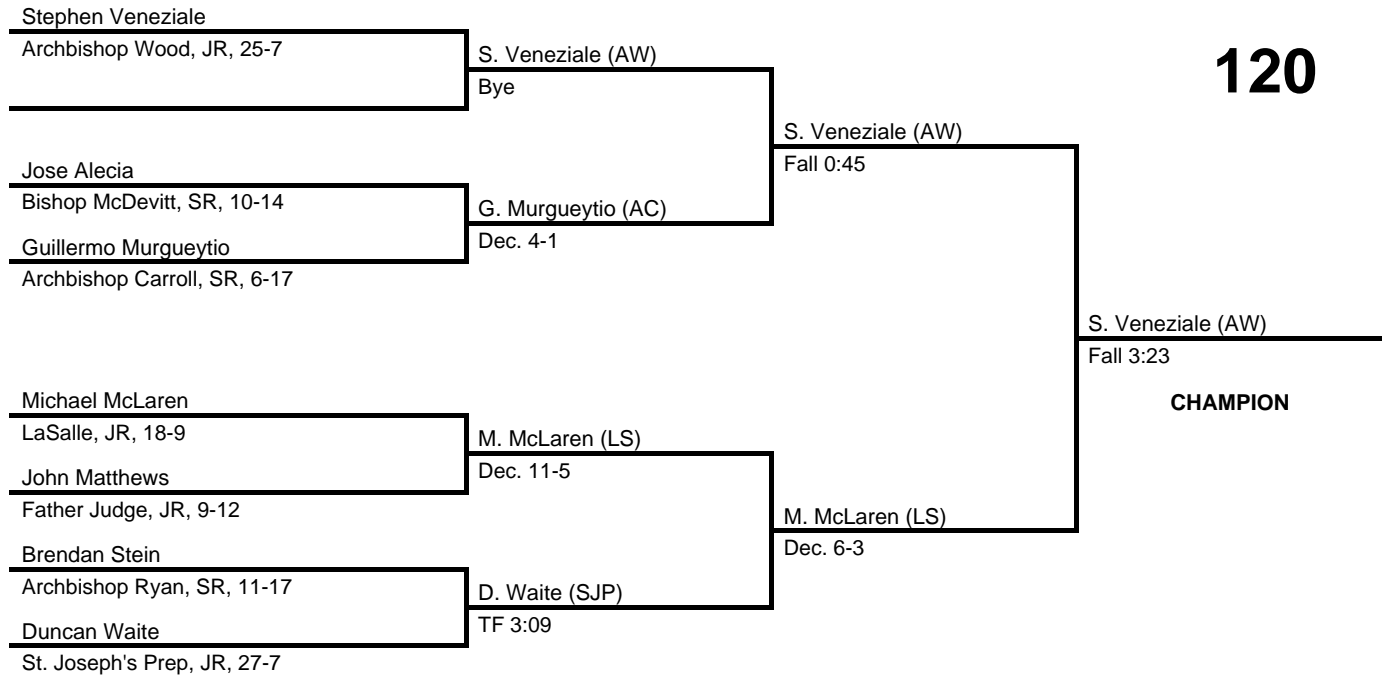 Stephen Veneziale
Archbishop Wood, JR, 25-7
S. Veneziale (AW)
Bye
120
S. Veneziale (AW)
Fall 0:45
Jose Alecia
Bishop McDevitt, SR, 10-14
G. Murgueytio (AC)
Dec. 4-1
Guillermo Murgueytio
Archbishop Carroll, SR, 6-17
S. Veneziale (AW)
Fall 3:23
CHAMPION
Michael McLaren
LaSalle, JR, 18-9
M. McLaren (LS)
Dec. 11-5
John Matthews
Father Judge, JR, 9-12
M. McLaren (LS)
Dec. 6-3
Brendan Stein
Archbishop Ryan, SR, 11-17
D. Waite (SJP)
TF 3:09
Duncan Waite
St. Joseph's Prep, JR, 27-7